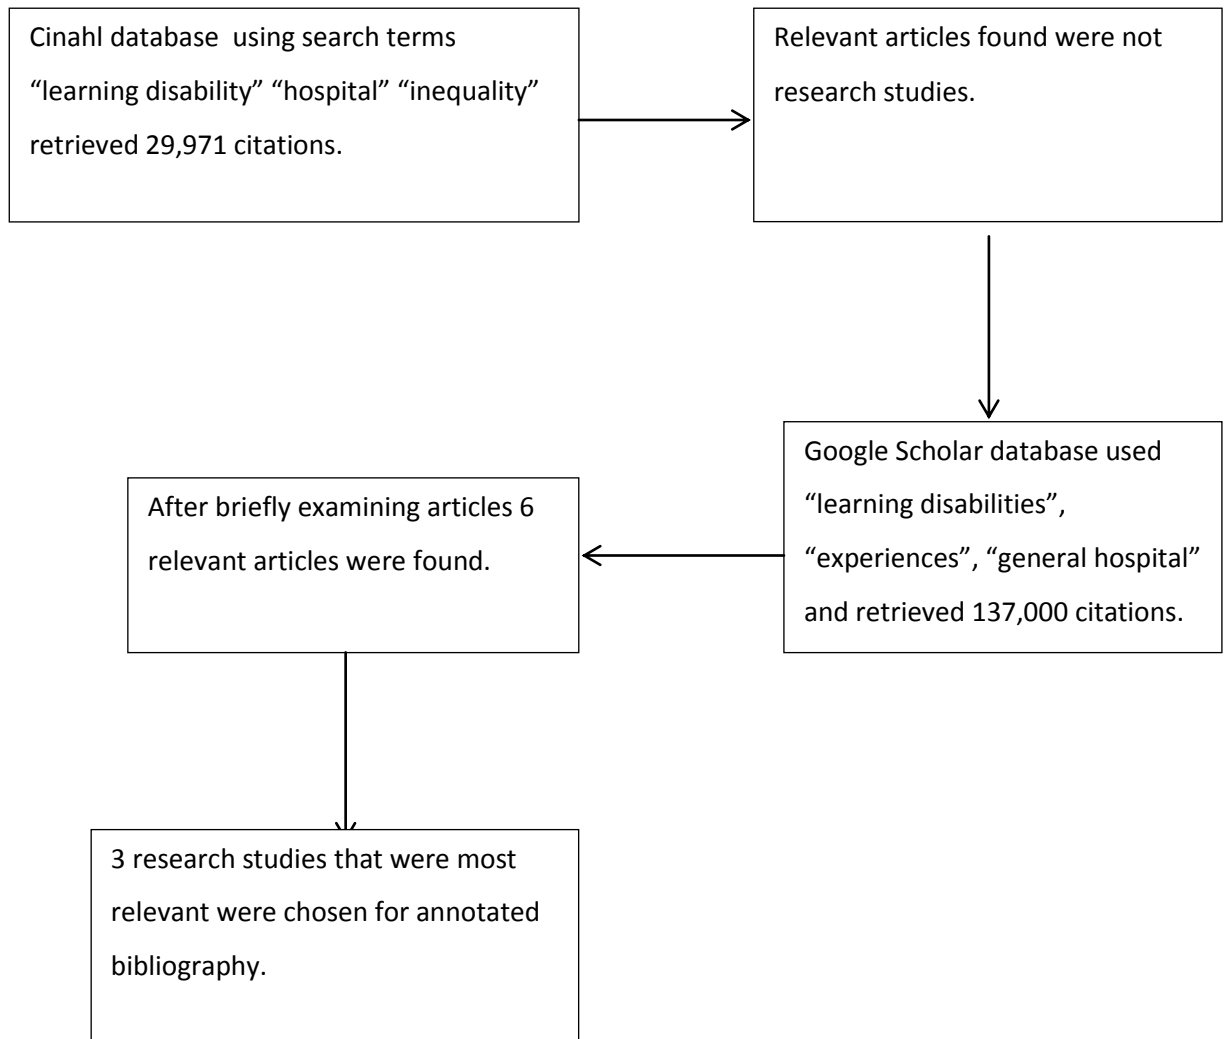 Cinahl database  using search terms
“learning disability” “hospital” “inequality”
retrieved 29,971 citations.
Relevant articles found were not
research studies.
Google Scholar database used
“learning disabilities”,
“experiences”, “general hospital”
and retrieved 137,000 citations.
After briefly examining articles 6
relevant articles were found.
3 research studies that were most
relevant were chosen for annotated
bibliography.